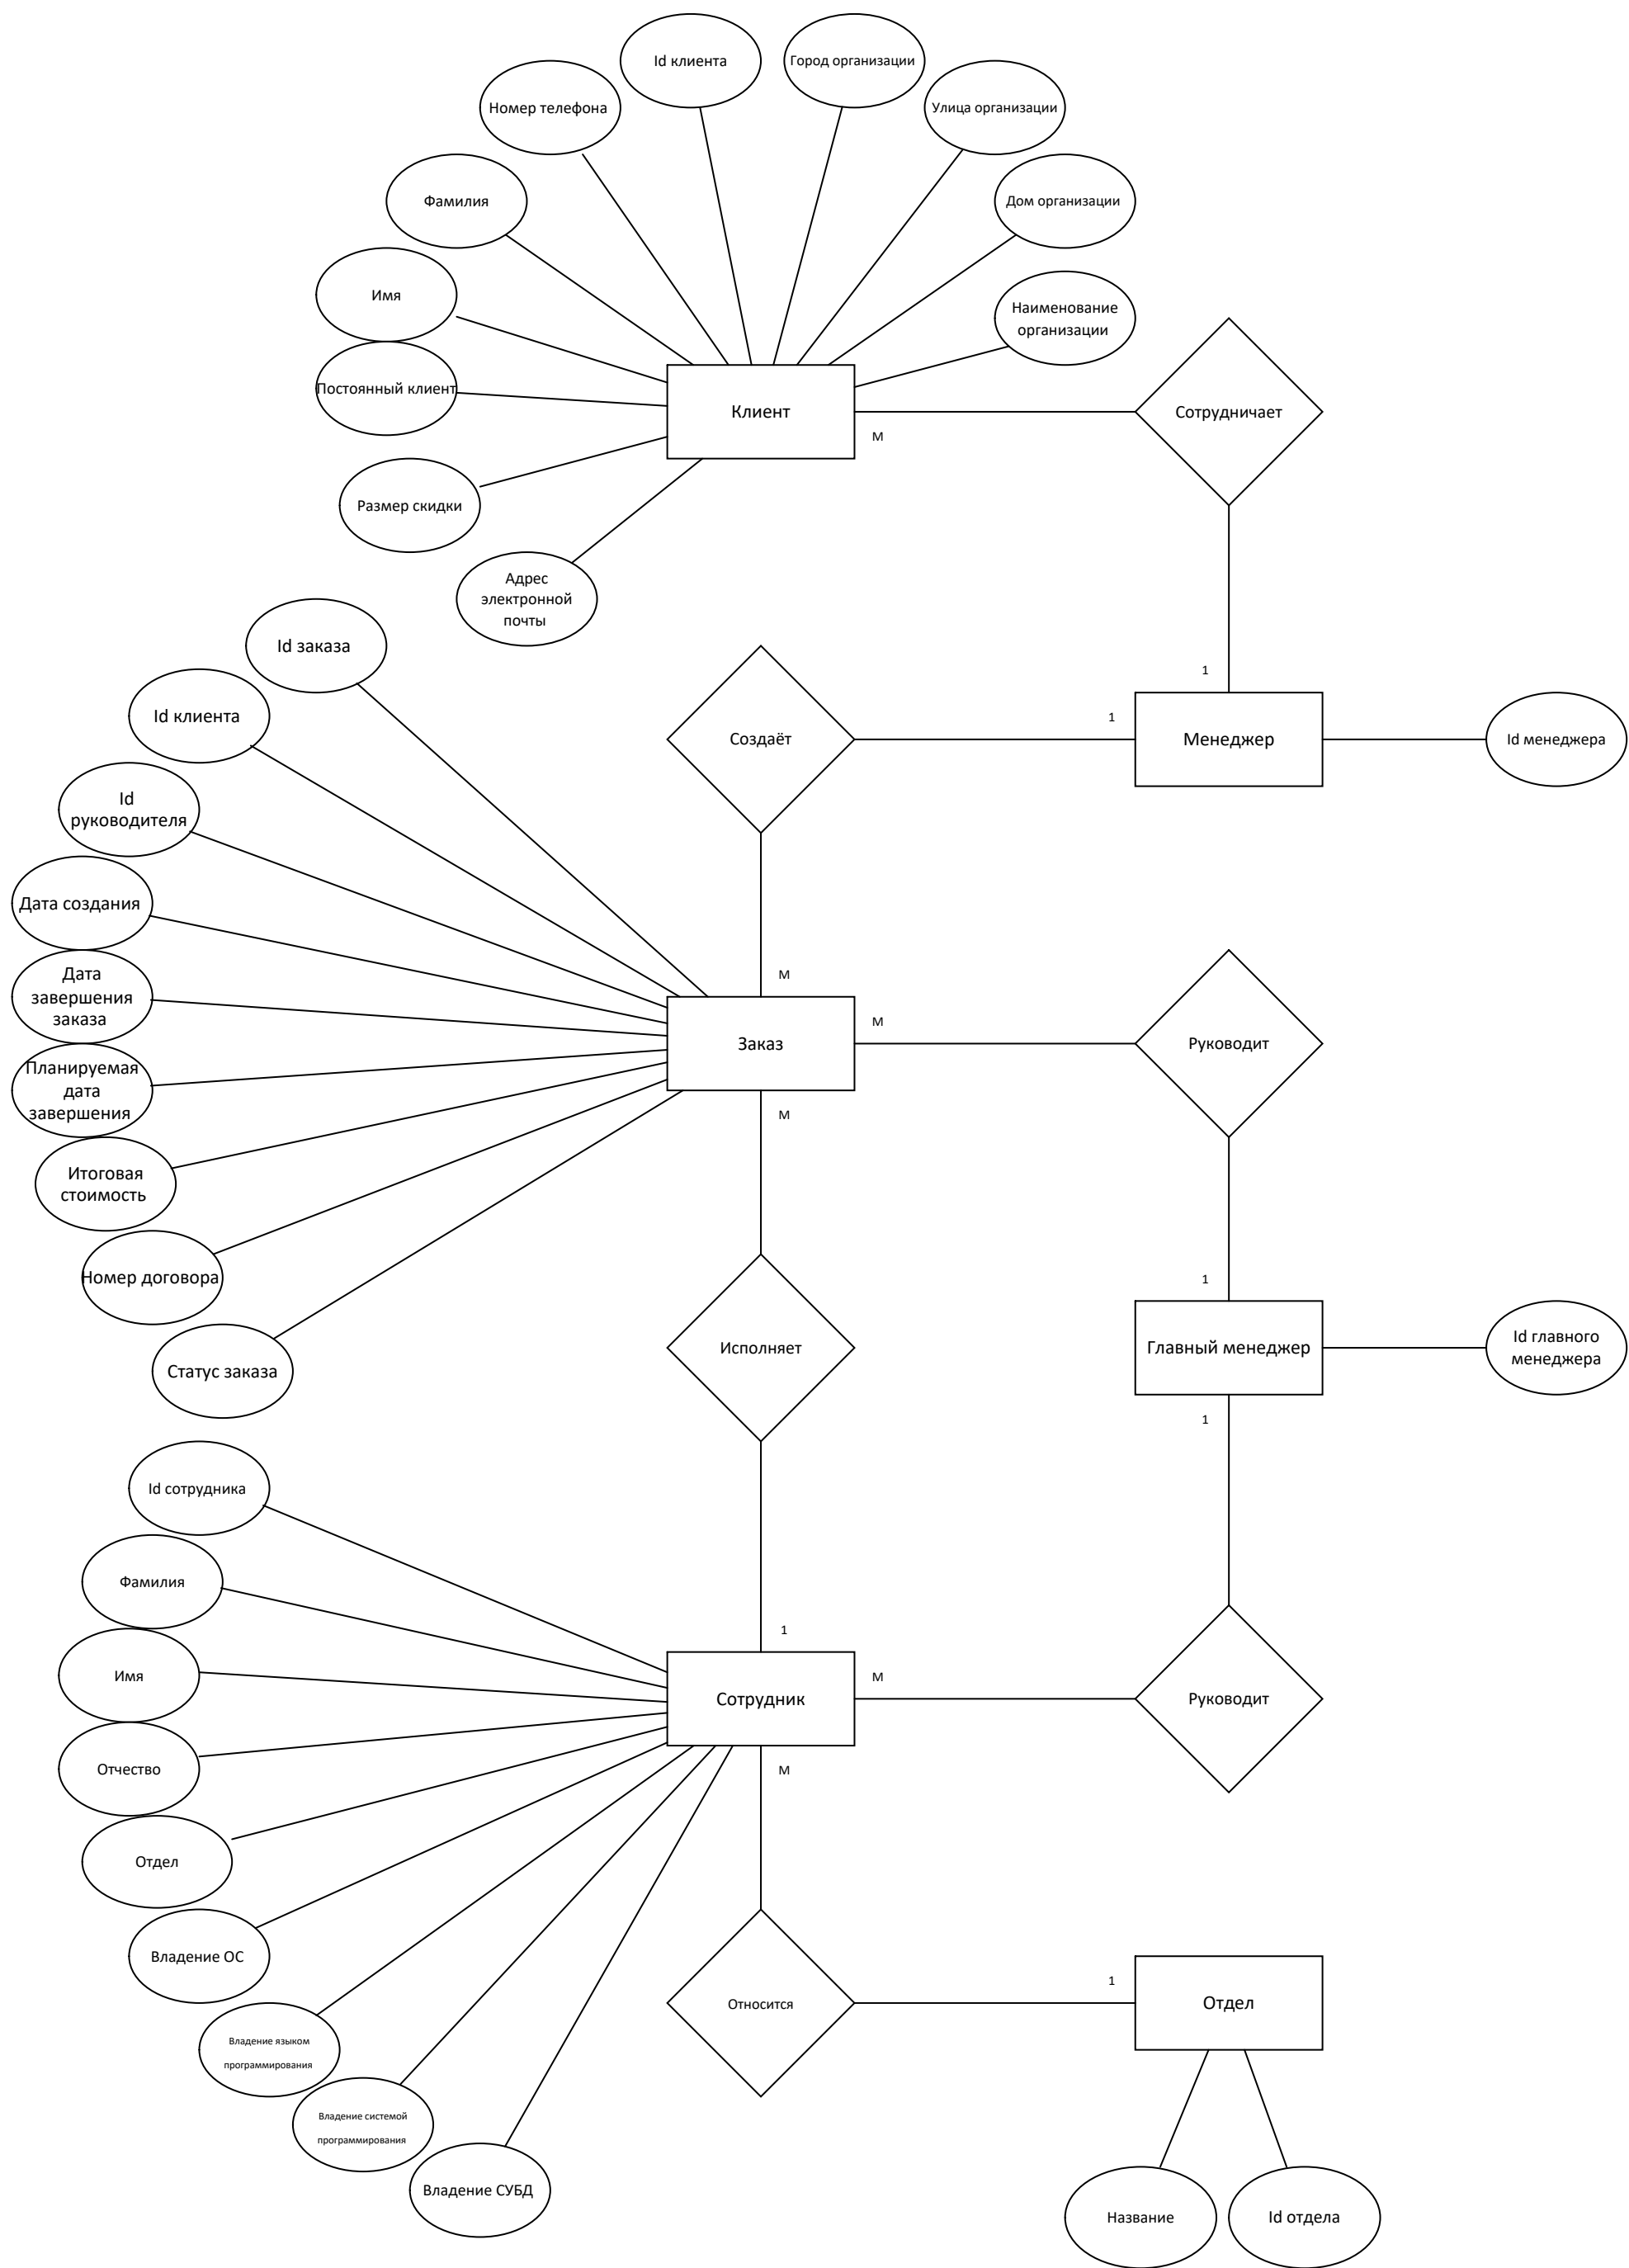 Id клиента
Город организации
Номер телефона
Улица организации
Фамилия
Дом организации
Имя
Наименование
организации
Постоянный клиент
Клиент
Сотрудничает
М
Размер скидки
Адрес
электронной
почты
Id заказа
1
Id клиента
1
Создаёт
Менеджер
Id менеджера
Id
руководителя
Дата создания
М
Дата
завершения
заказа
М
Заказ
Руководит
Планируемая
дата
завершения
М
Итоговая
стоимость
Номер договора
1
Исполняет
Главный менеджер
Id главного
менеджера
Статус заказа
1
Id сотрудника
Фамилия
1
Имя
М
Сотрудник
Руководит
Отчество
М
Отдел
Владение ОС
1
Относится
Отдел
Владение языком
программирования
Владение системой
программирования
Владение СУБД
Название
Id отдела